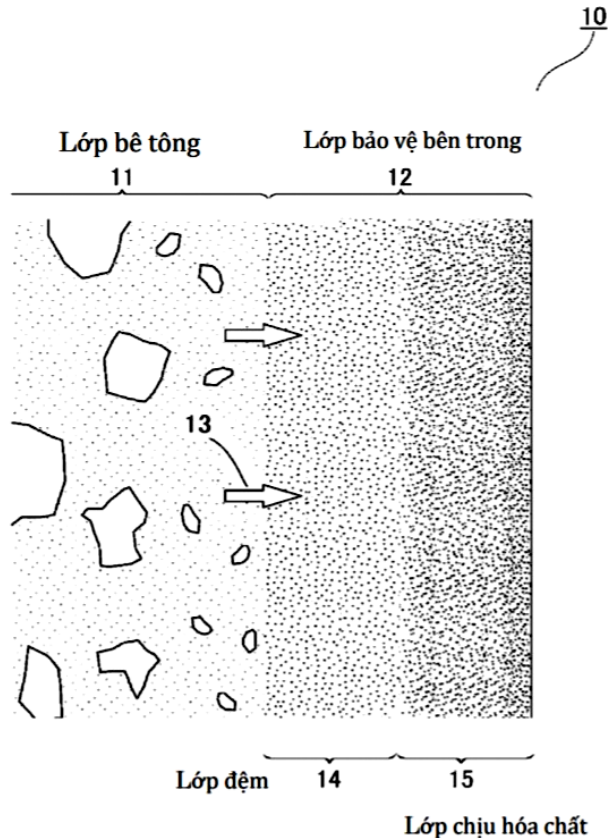 10
Lớp bê tông
Lớp bảo vệ bên trong
11
12
13
Lớp đệm
14
15
Lớp chịu hóa chất